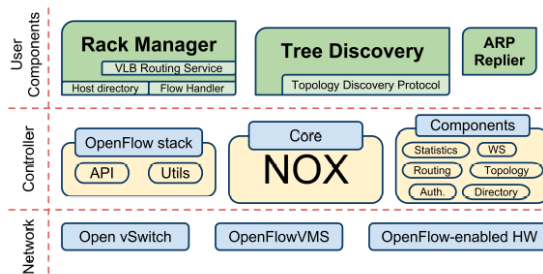 User
Components
Rack Manager
VLB Routing Service
Host directory
Flow Handler
Tree Discovery
Topology Discovery Protocol
ARP
Replier
Controller
OpenFlow stack
API
Utils
Core
NOX
Components
Statistics
WS
Routing
Topology
Auth.
Directory
Network
Open vSwitch
OpenFlowVMS
OpenFlow-enabled HW